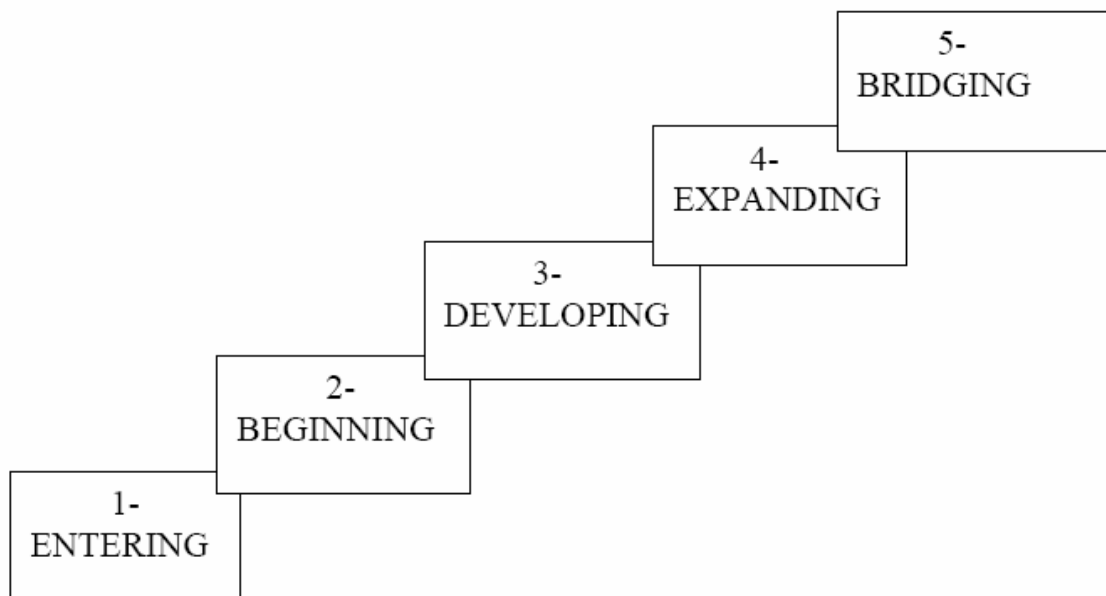 5-
BRIDGING
4-
EXPANDING
3-
DEVELOPING
2-
BEGINNING
1-
ENTERING